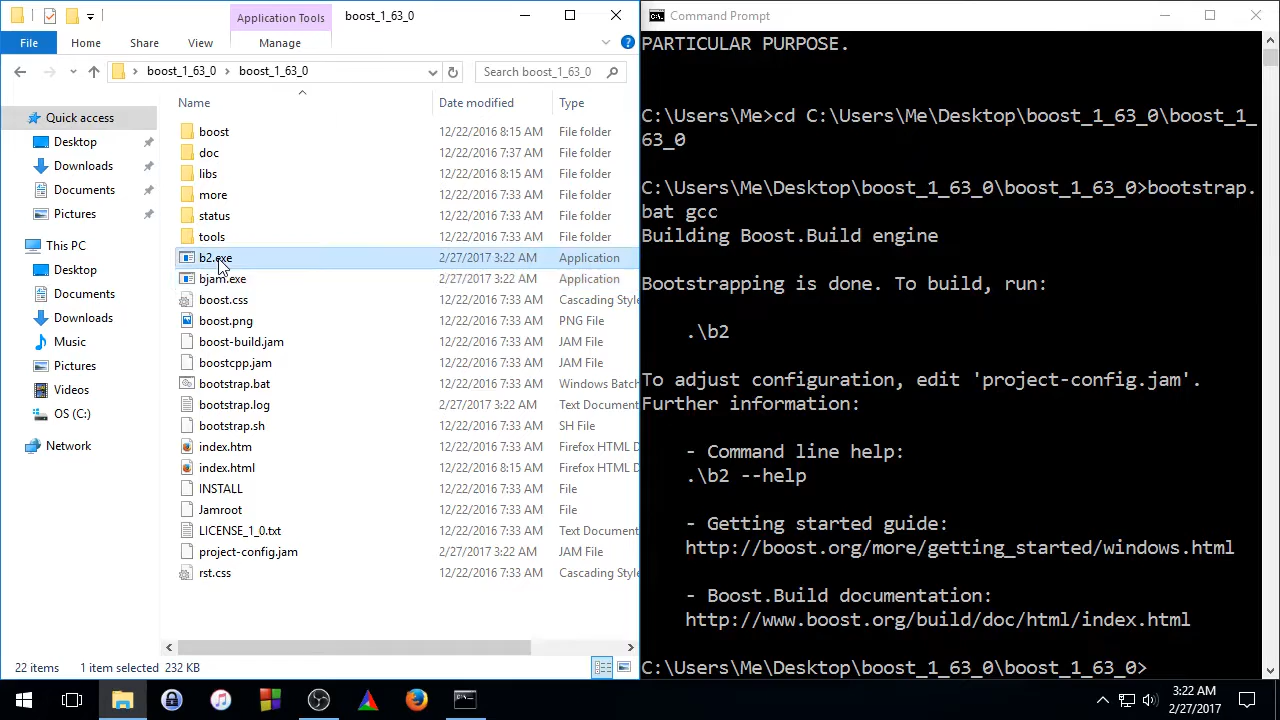 Application Tools
boost_1_63_0
File
Home
Share
View
Manage
boost_1_63_0
boost_1_63_0
Search boost_1_63_0
Quick access
Desktop
Downloads
Documents
Pictures
This PC
Desktop
Documents
Downloads
Music
Pictures
Videos
OS (C:)
Network
Name Date modified Type
boost 12/22/2016 8:15 AM File folder
doc 12/22/2016 7:37 AM File folder
libs 12/22/2016 8:15 AM File folder
more 12/22/2016 7:33 AM File folder
status 12/22/2016 7:33 AM File folder
tools 12/22/2016 7:33 AM File folder
b2.exe 2/27/2017 3:22 AM Application
bjam.exe 2/27/2017 3:22 AM Application
boost.css 12/22/2016 7:33 AM Cascading Style
boost.png 12/22/2016 7:33 AM PNG File
boost-build.jam 12/22/2016 7:33 AM JAM File
boostcpp.jam 12/22/2016 7:33 AM JAM File
bootstrap.bat 12/22/2016 7:33 AM Windows Batch
bootstrap.log 2/27/2017 3:22 AM Text Document
bootstrap.sh 12/22/2016 7:33 AM SH File
index.htm 12/22/2016 7:33 AM Firefox HTML D
index.html 12/22/2016 8:15 AM Firefox HTML D
INSTALL 12/22/2016 7:33 AM File
Jamroot 12/22/2016 7:33 AM File
LICENSE_1_0.txt 12/22/2016 7:33 AM Text Document
project-config.jam 2/27/2017 3:22 AM JAM File
rst.css 12/22/2016 7:33 AM Cascading Style
22 items 1 item selected 232 KB
Command Prompt
PARTICULAR PURPOSE.
C:\Users\Me>cd C:\Users\Me\Desktop\boost_1_63_0\boost_1_
63_0
C:\Users\Me\Desktop\boost_1_63_0\boost_1_63_0>bootstrap.
bat gcc
Building Boost.Build engine
Bootstrapping is done. To build, run:
.\b2
To adjust configuration, edit 'project-config.jam'.
Further information:
- Command line help:
.\b2 --help
- Getting started guide:
http://boost.org/more/getting_started/windows.html
- Boost.Build documentation:
http://www.boost.org/build/doc/html/index.html
C:\Users\Me\Desktop\boost_1_63_0\boost_1_63_0>
3:22 AM
2/27/2017